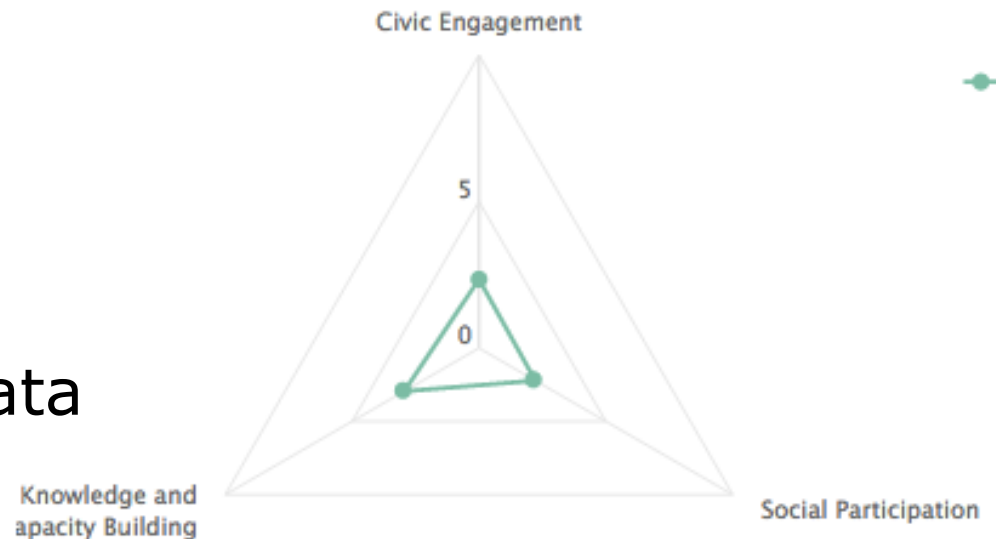 Civic Engagement
5
0
ata
Knowledge and
apacity Building
Social Participation